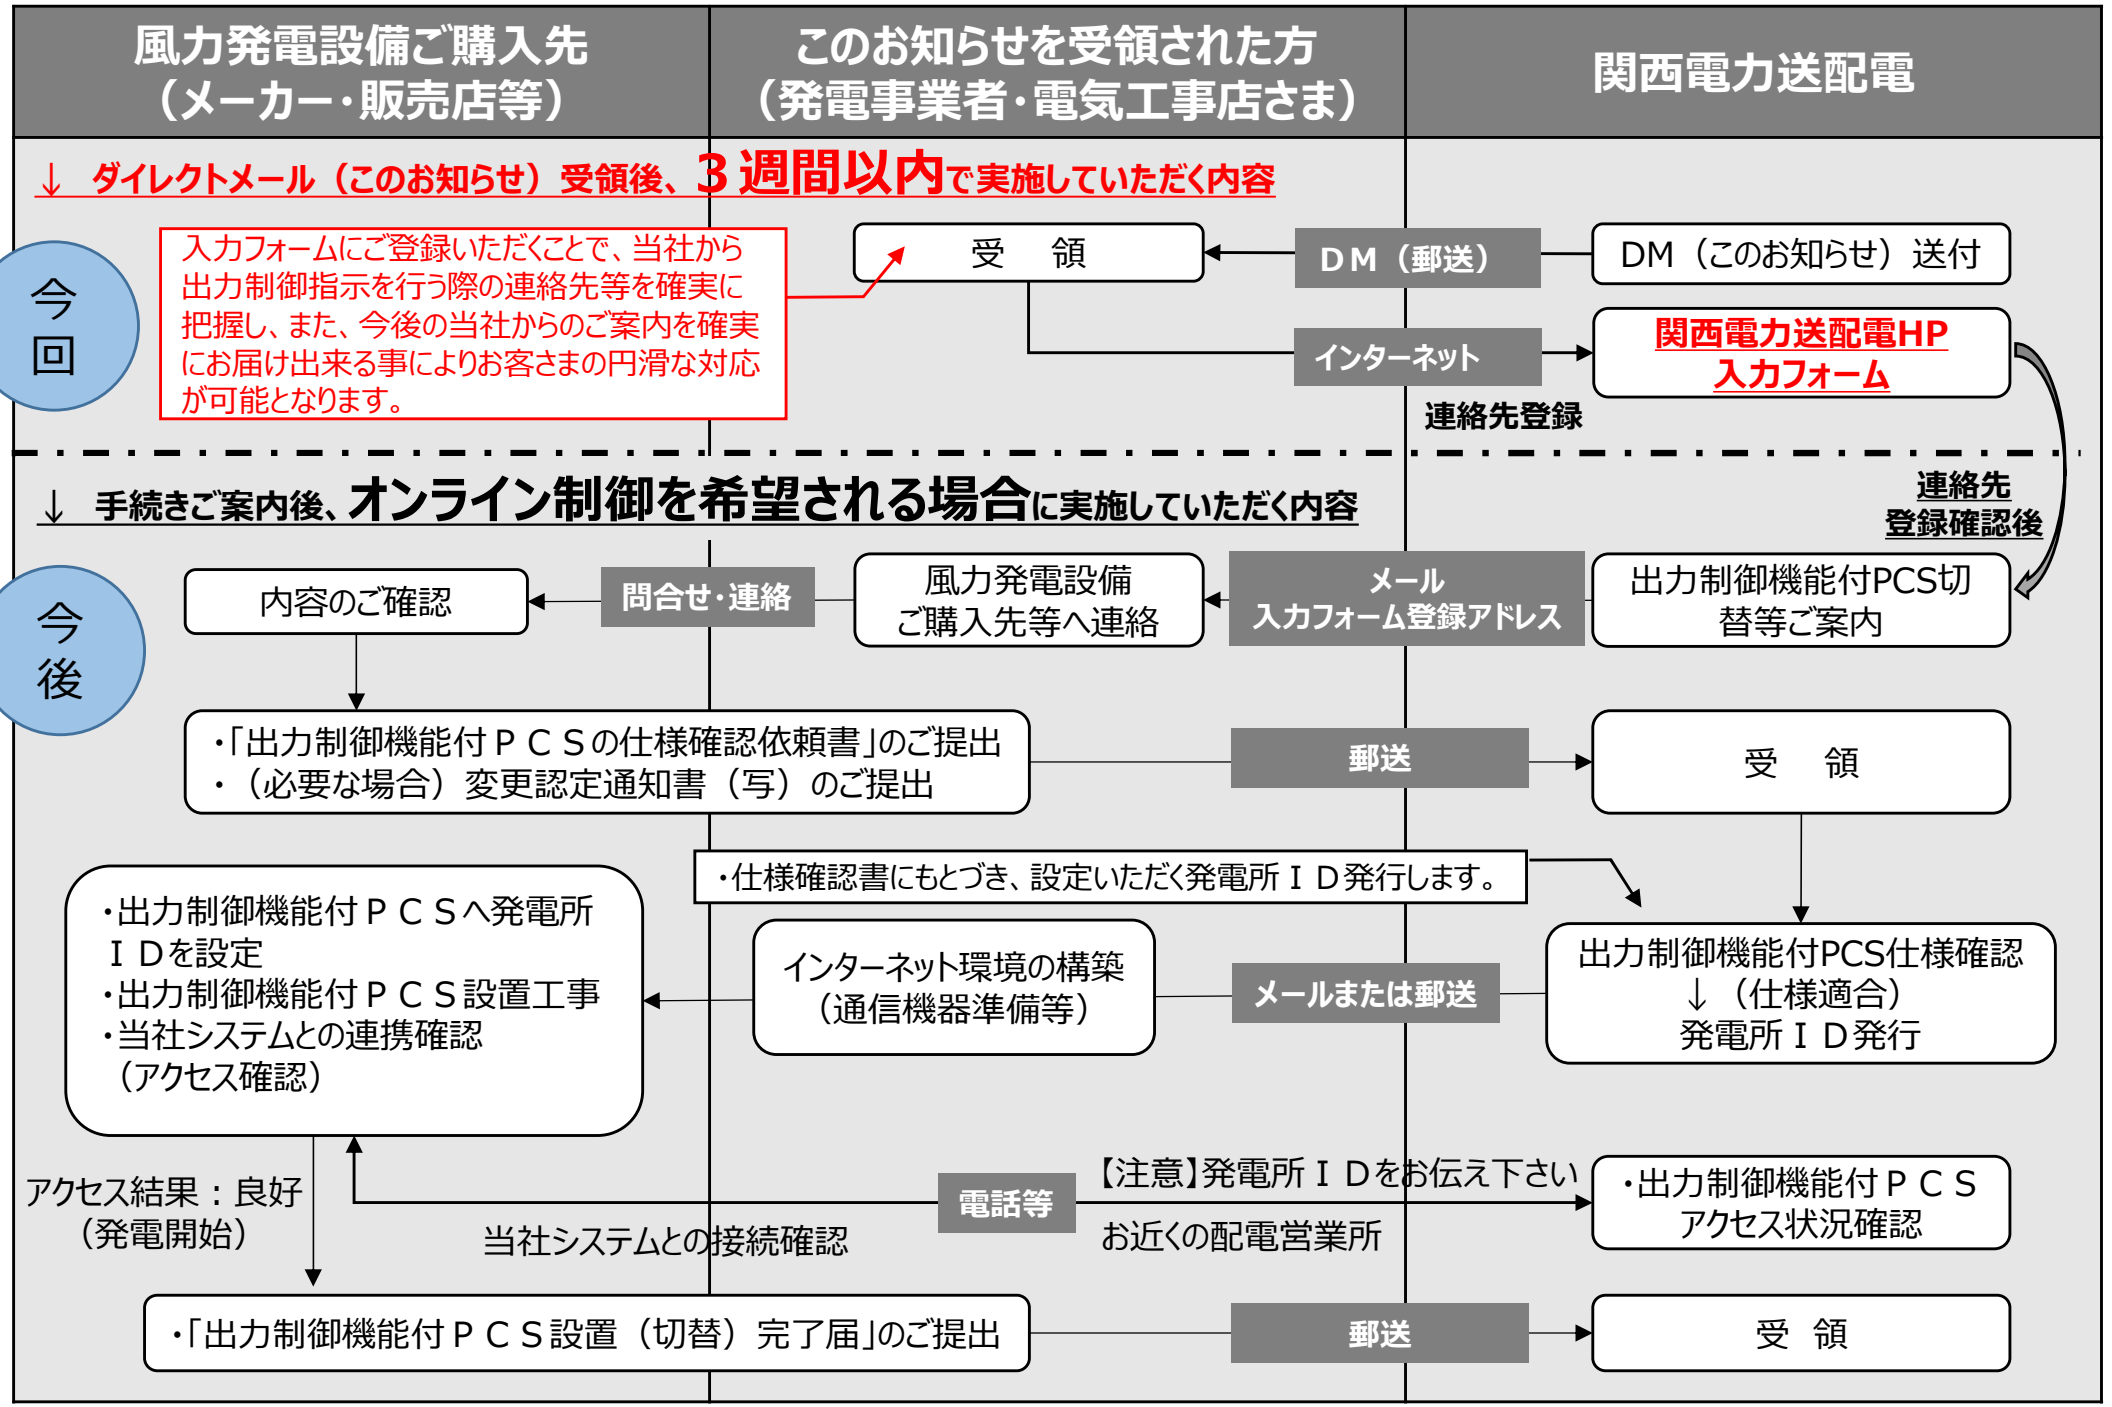 風力発電設備ご購入先
（メーカー・販売店等）
このお知らせを受領された方
（発電事業者・電気工事店さま）
関西電力送配電
↓ ダイレクトメール（このお知らせ）受領後、３週間以内で実施していただく内容
今
回
入力フォームにご登録いただくことで、当社から
出力制御指示を行う際の連絡先等を確実に
把握し、また、今後の当社からのご案内を確実
にお届け出来る事によりお客さまの円滑な対応
が可能となります。
受　領
ＤＭ（郵送）
DM（このお知らせ）送付
インターネット
関西電力送配電HP
入力フォーム
連絡先登録
↓ 手続きご案内後、オンライン制御を希望される場合に実施していただく内容
連絡先
登録確認後
今
後
内容のご確認
問合せ・連絡
風力発電設備
ご購入先等へ連絡
メール
入力フォーム登録アドレス
出力制御機能付PCS切
替等ご案内
・「出力制御機能付ＰＣＳの仕様確認依頼書」のご提出
・（必要な場合）変更認定通知書（写）のご提出
郵送
受　領
・仕様確認書にもとづき、設定いただく発電所ＩＤ発行します。
・出力制御機能付ＰＣＳへ発電所
ＩＤを設定
・出力制御機能付ＰＣＳ設置工事
・当社システムとの連携確認
（アクセス確認）
インターネット環境の構築
（通信機器準備等）
メールまたは郵送
出力制御機能付PCS仕様確認
↓（仕様適合）
発電所ＩＤ発行
アクセス結果：良好
（発電開始）
当社システムとの接続確認
電話等
【注意】発電所ＩＤをお伝え下さい
お近くの配電営業所
・出力制御機能付ＰＣＳ
アクセス状況確認
・「出力制御機能付ＰＣＳ設置（切替）完了届」のご提出
郵送
受 領